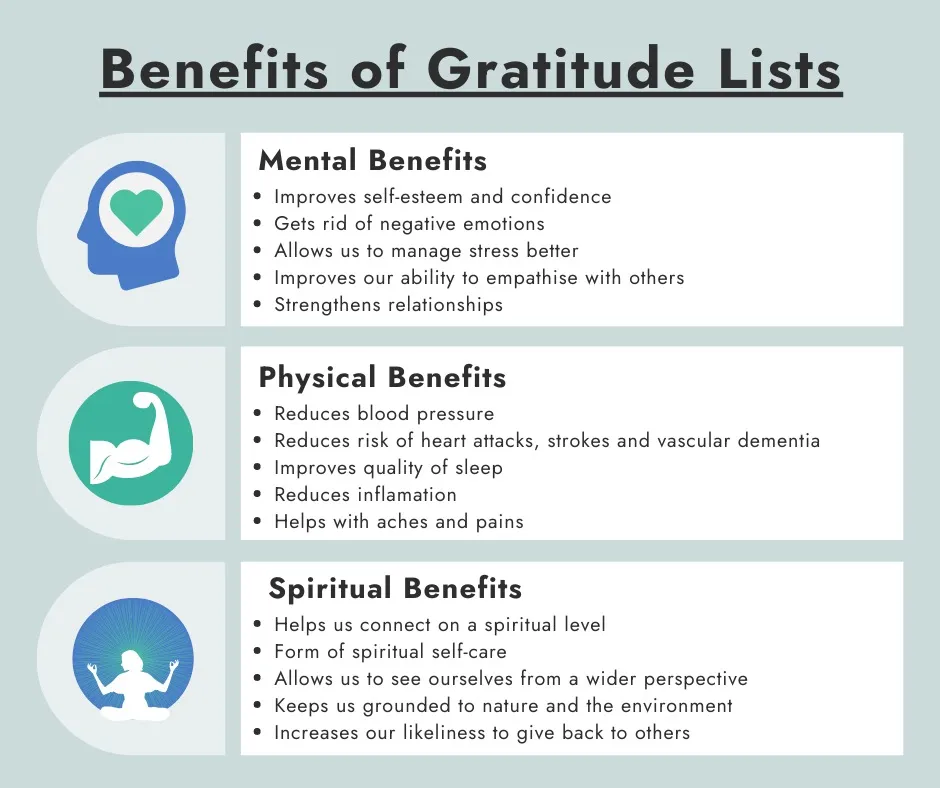 Benefits of Gratitude Lists
Mental Benefits
• Improves self-esteem and confidence
• Gets rid of negative emotions
• Allows us to manage stress better
• Improves our ability to empathise with others
• Strengthens relationships
Physical Benefits
• Reduces blood pressure
• Reduces risk of heart attacks, strokes and vascular dementia
• Improves quality of sleep
• Reduces inflamation
• Helps with aches and pains
Spiritual Benefits
• Helps us connect on a spiritual level
• Form of spiritual self-care
• Allows us to see ourselves from a wider perspective
• Keeps us grounded to nature and the environment
• Increases our likeliness to give back to others